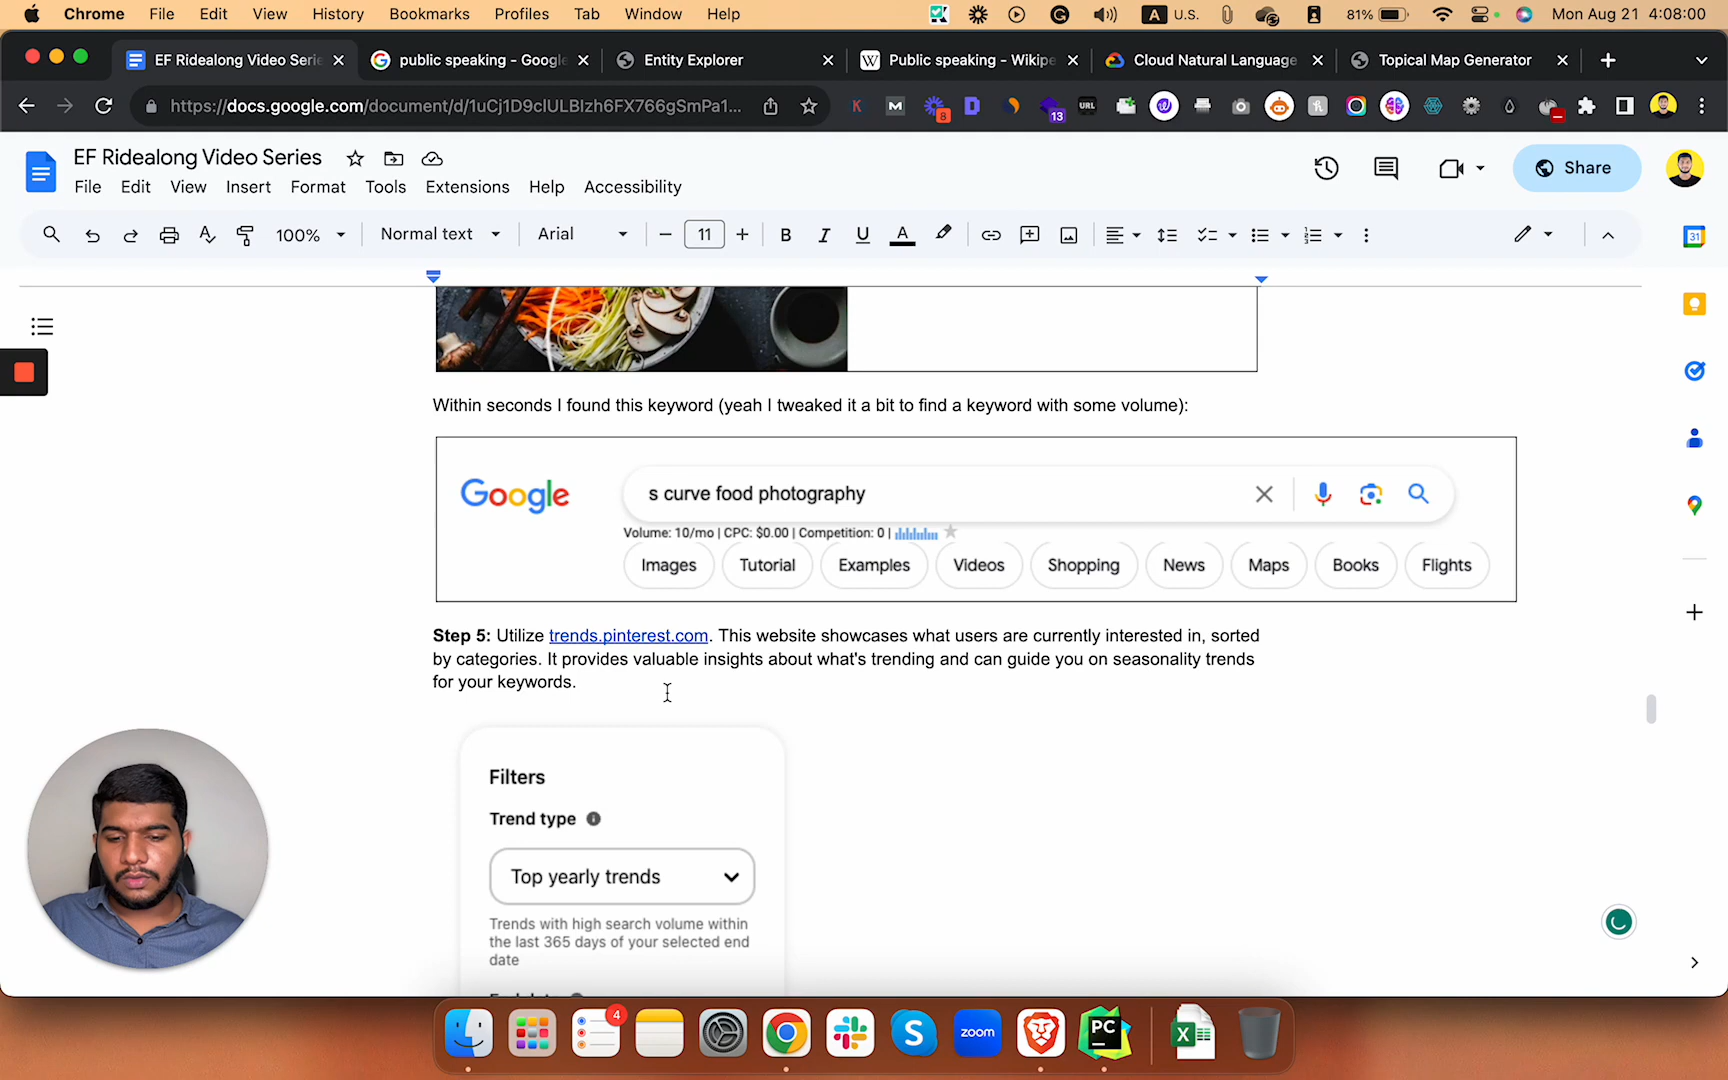 Chrome File Edit View History Bookmarks Profiles Tab Window Help A U.S. 81% Mon Aug 21 4:08:00
EF Ridealong Video Serie public speaking - Google Entity Explorer W Public speaking - Wikipe Cloud Natural Language Topical Map Generator
https://docs.google.com/document/d/1uCj1D9cIULBIzh6FX766gSmPa1... K M 8 D 13 URL
EF Ridealong Video Series
File Edit View Insert Format Tools Extensions Help Accessibility
Share
100% Normal text Arial 11 B I U A
31
Within seconds I found this keyword (yeah I tweaked it a bit to find a keyword with some volume):
Google s curve food photography
Volume: 10/mo | CPC: $0.00 | Competition: 0 |
Images Tutorial Examples Videos Shopping News Maps Books Flights
Step 5: Utilize trends.pinterest.com. This website showcases what users are currently interested in, sorted
by categories. It provides valuable insights about what's trending and can guide you on seasonality trends
for your keywords.
Filters
Trend type
Top yearly trends
Trends with high search volume within
the last 365 days of your selected end
date
4 S zoom PC X